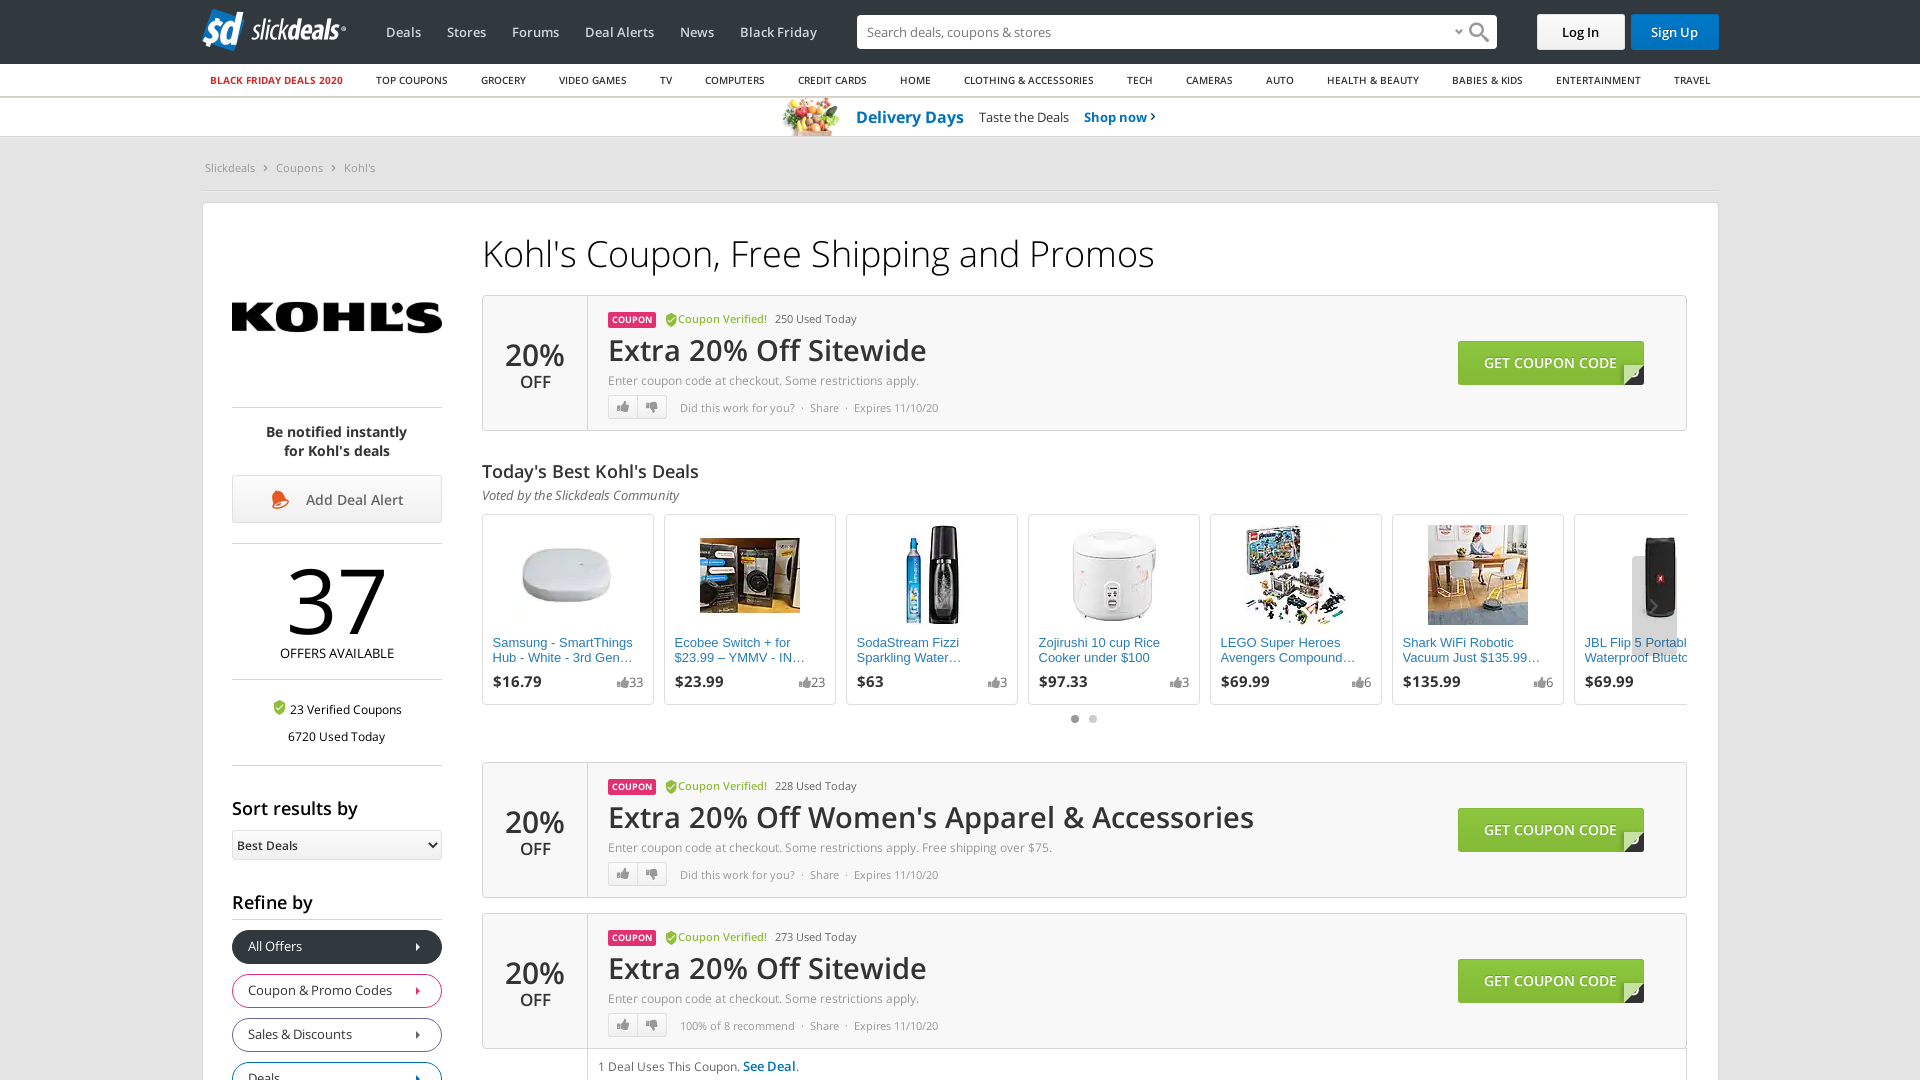 slickdeals
Deals
Stores
Forums
Deal Alerts
News
Black Friday
Search deals, coupons & stores
Log In
Sign Up
BLACK FRIDAY DEALS 2020
TOP COUPONS
GROCERY
VIDEO GAMES
TV
COMPUTERS
CREDIT CARDS
HOME
CLOTHING & ACCESSORIES
TECH
CAMERAS
AUTO
HEALTH & BEAUTY
BABIES & KIDS
ENTERTAINMENT
TRAVEL
Delivery Days Taste the Deals Shop now
Slickdeals
Coupons
Kohl's
KOHL'S
Be notified instantly
for Kohl's deals
Add Deal Alert
37
OFFERS AVAILABLE
23 Verified Coupons
6720 Used Today
Sort results by
Best Deals
Refine by
All Offers
Coupon & Promo Codes
Sales & Discounts
Deals
Kohl's Coupon, Free Shipping and Promos
20%
OFF
COUPON Coupon Verified! 250 Used Today
Extra 20% Off Sitewide
Enter coupon code at checkout. Some restrictions apply.
Did this work for you? · Share · Expires 11/10/20
GET COUPON CODE
Today's Best Kohl's Deals
Voted by the Slickdeals Community
Samsung - SmartThings
Hub - White - 3rd Gen…
$16.79 33
Ecobee Switch + for
$23.99 – YMMV - IN…
$23.99 23
SodaStream Fizzi
Sparkling Water…
$63 3
Zojirushi 10 cup Rice
Cooker under $100
$97.33 3
LEGO Super Heroes
Avengers Compound…
$69.99 6
Shark WiFi Robotic
Vacuum Just $135.99…
$135.99 6
JBL Flip 5 Portabl
Waterproof Blueto
$69.99
20%
OFF
COUPON Coupon Verified! 228 Used Today
Extra 20% Off Women's Apparel & Accessories
Enter coupon code at checkout. Some restrictions apply. Free shipping over $75.
Did this work for you? · Share · Expires 11/10/20
GET COUPON CODE
20%
OFF
COUPON Coupon Verified! 273 Used Today
Extra 20% Off Sitewide
Enter coupon code at checkout. Some restrictions apply.
100% of 8 recommend · Share · Expires 11/10/20
GET COUPON CODE
1 Deal Uses This Coupon. See Deal.